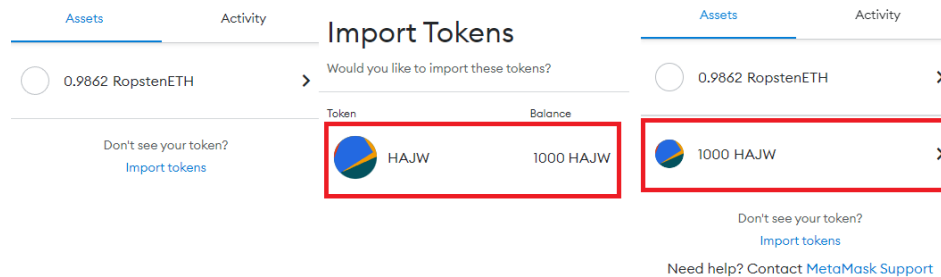 Assets Activity
0.9862 RopstenETH
Don't see your token?
Import tokens
Import Tokens
Would you like to import these tokens?
Token Balance
HAJW 1000 HAJW
Assets Activity
0.9862 RopstenETH
1000 HAJW
Don't see your token?
Import tokens
Need help? Contact MetaMask Support